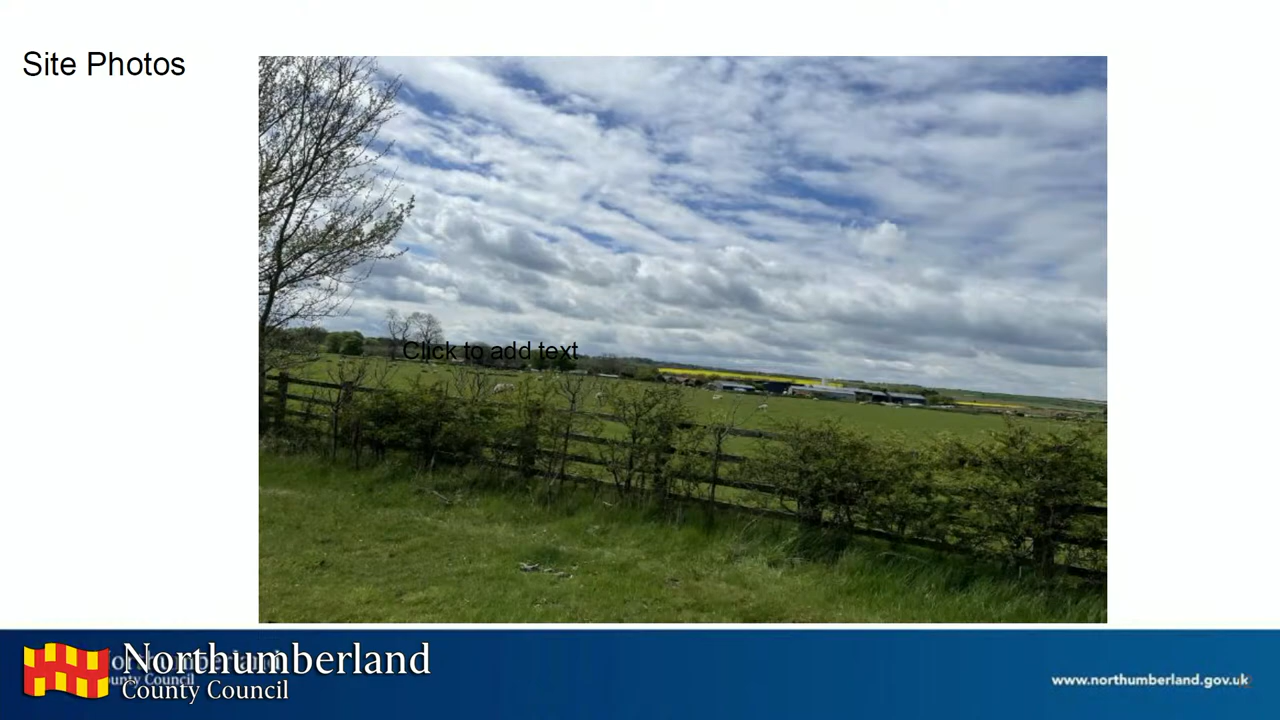 Site Photos
Click to add text
Northumberland
County Council
www.northumberland.gov.uk